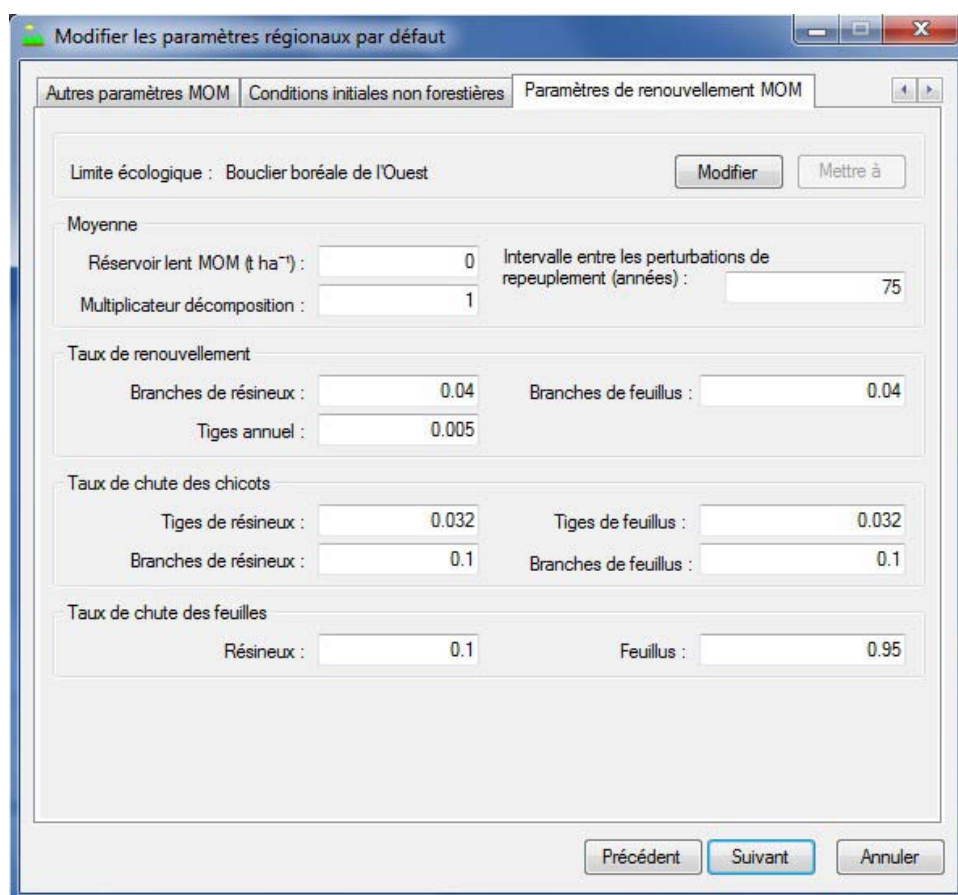 Modifier les paramètres régionaux par défaut
Autres paramètres MOM Conditions initiales non forestières Paramètres de renouvellement MOM
Limite écologique : Bouclier boréale de l'Ouest Modifier Mettre à
Moyenne
Réservoir lent MOM (t ha⁻¹) : 0
Intervalle entre les perturbations de
repeuplement (années) : 75
Multiplicateur décomposition : 1
Taux de renouvellement
Branches de résineux : 0.04 Branches de feuillus : 0.04
Tiges annuel : 0.005
Taux de chute des chicots
Tiges de résineux : 0.032 Tiges de feuillus : 0.032
Branches de résineux : 0.1 Branches de feuillus : 0.1
Taux de chute des feuilles
Résineux : 0.1 Feuillus : 0.95
Précédent Suivant Annuler